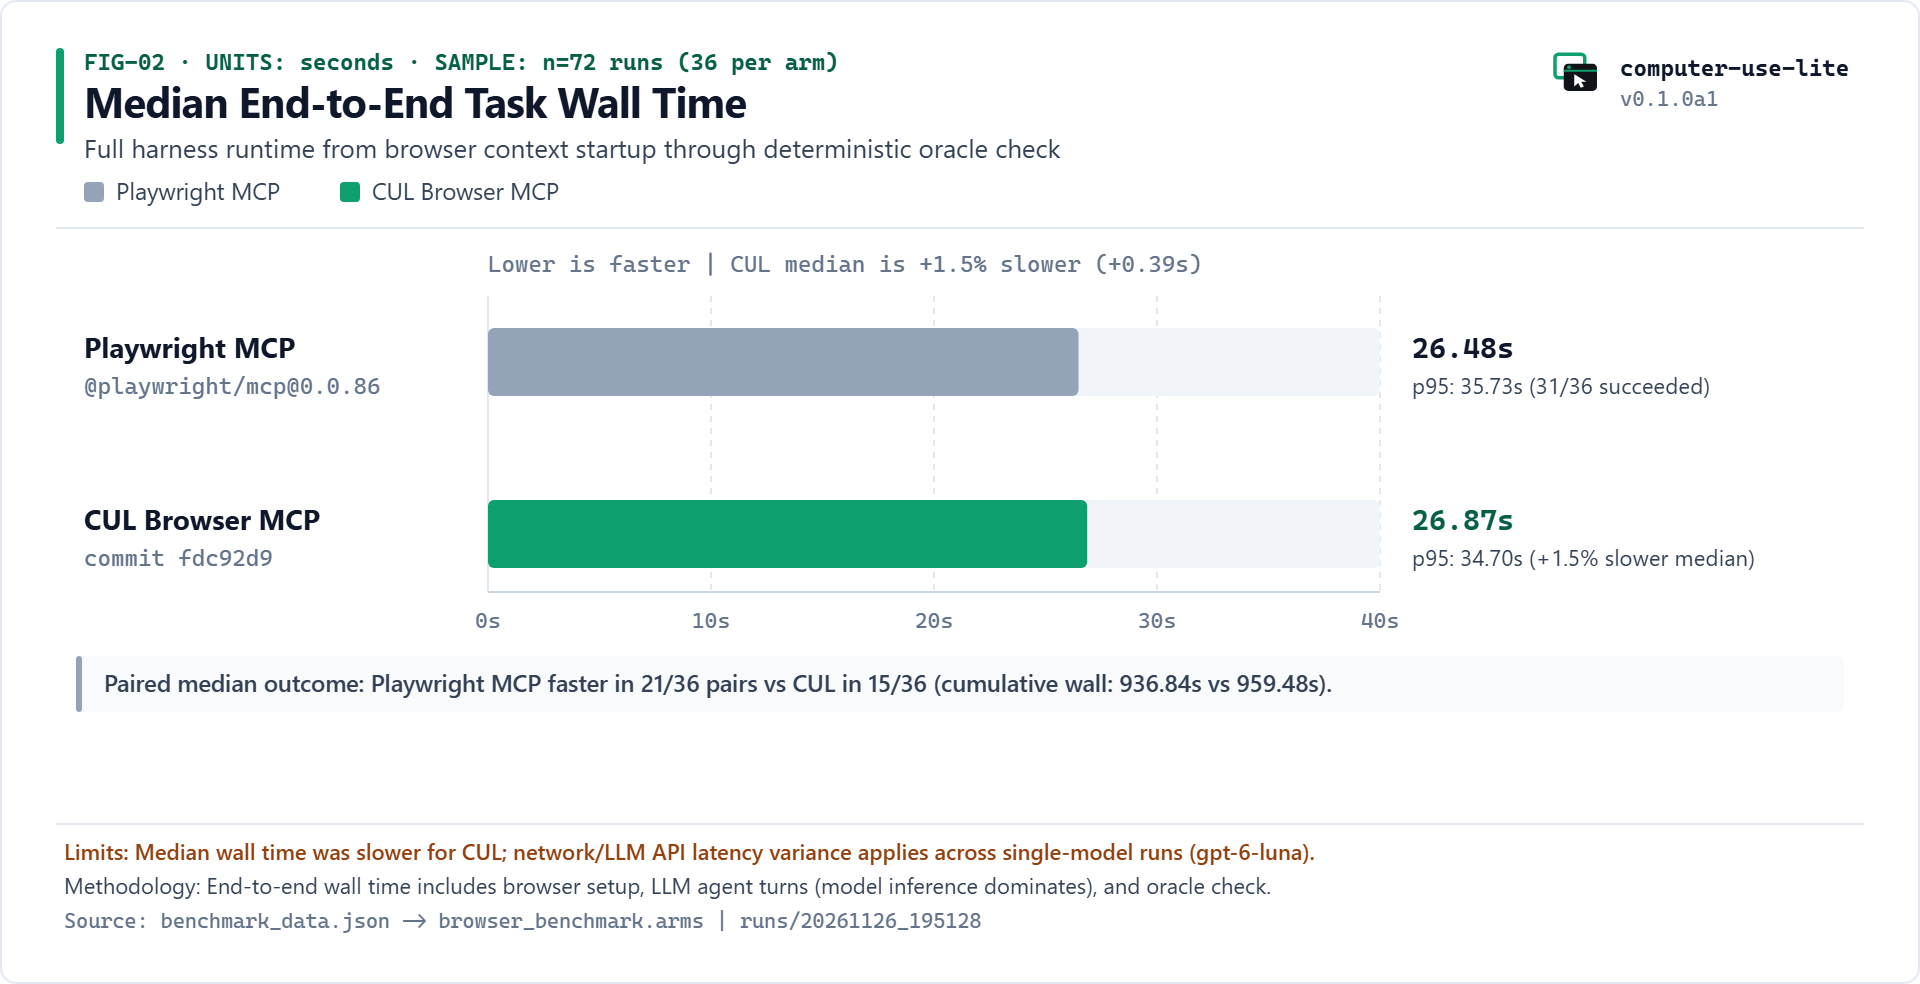 FIG-02 · UNITS: seconds · SAMPLE: n=72 runs (36 per arm)
Median End-to-End Task Wall Time
Full harness runtime from browser context startup through deterministic oracle check
Playwright MCP
CUL Browser MCP
computer-use-lite
v0.1.0a1
Lower is faster | CUL median is +1.5% slower (+0.39s)
Playwright MCP
@playwright/mcp@0.0.86
26.48s
p95: 35.73s (31/36 succeeded)
CUL Browser MCP
commit fdc92d9
26.87s
p95: 34.70s (+1.5% slower median)
0s
10s
20s
30s
40s
Paired median outcome: Playwright MCP faster in 21/36 pairs vs CUL in 15/36 (cumulative wall: 936.84s vs 959.48s).
Limits: Median wall time was slower for CUL; network/LLM API latency variance applies across single-model runs (gpt-6-luna).
Methodology: End-to-end wall time includes browser setup, LLM agent turns (model inference dominates), and oracle check.
Source: benchmark_data.json → browser_benchmark.arms | runs/20261126_195128